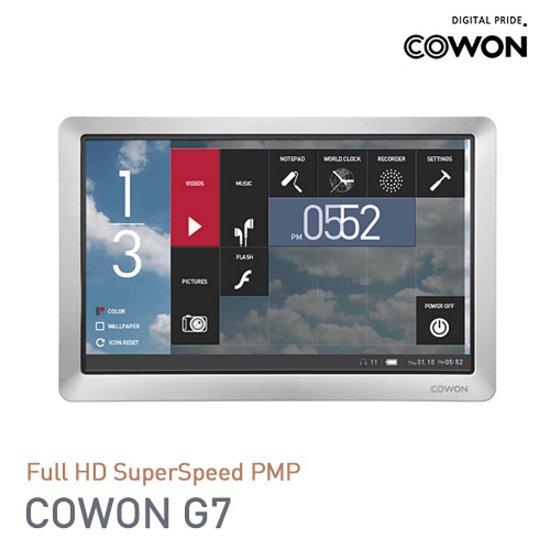 DIGITAL PRIDE.
COWON
NOTEPAD
WORLD CLOCK
RECORDER
SETTINGS
VIDEOS
MUSIC
1
3
PM 05 52
FLASH
PICTURES
COLOR
WALLPAPER
ICON RESET
POWER OFF
11 Thu 01.10 PM 05:52
COWON
Full HD SuperSpeed PMP
COWON G7